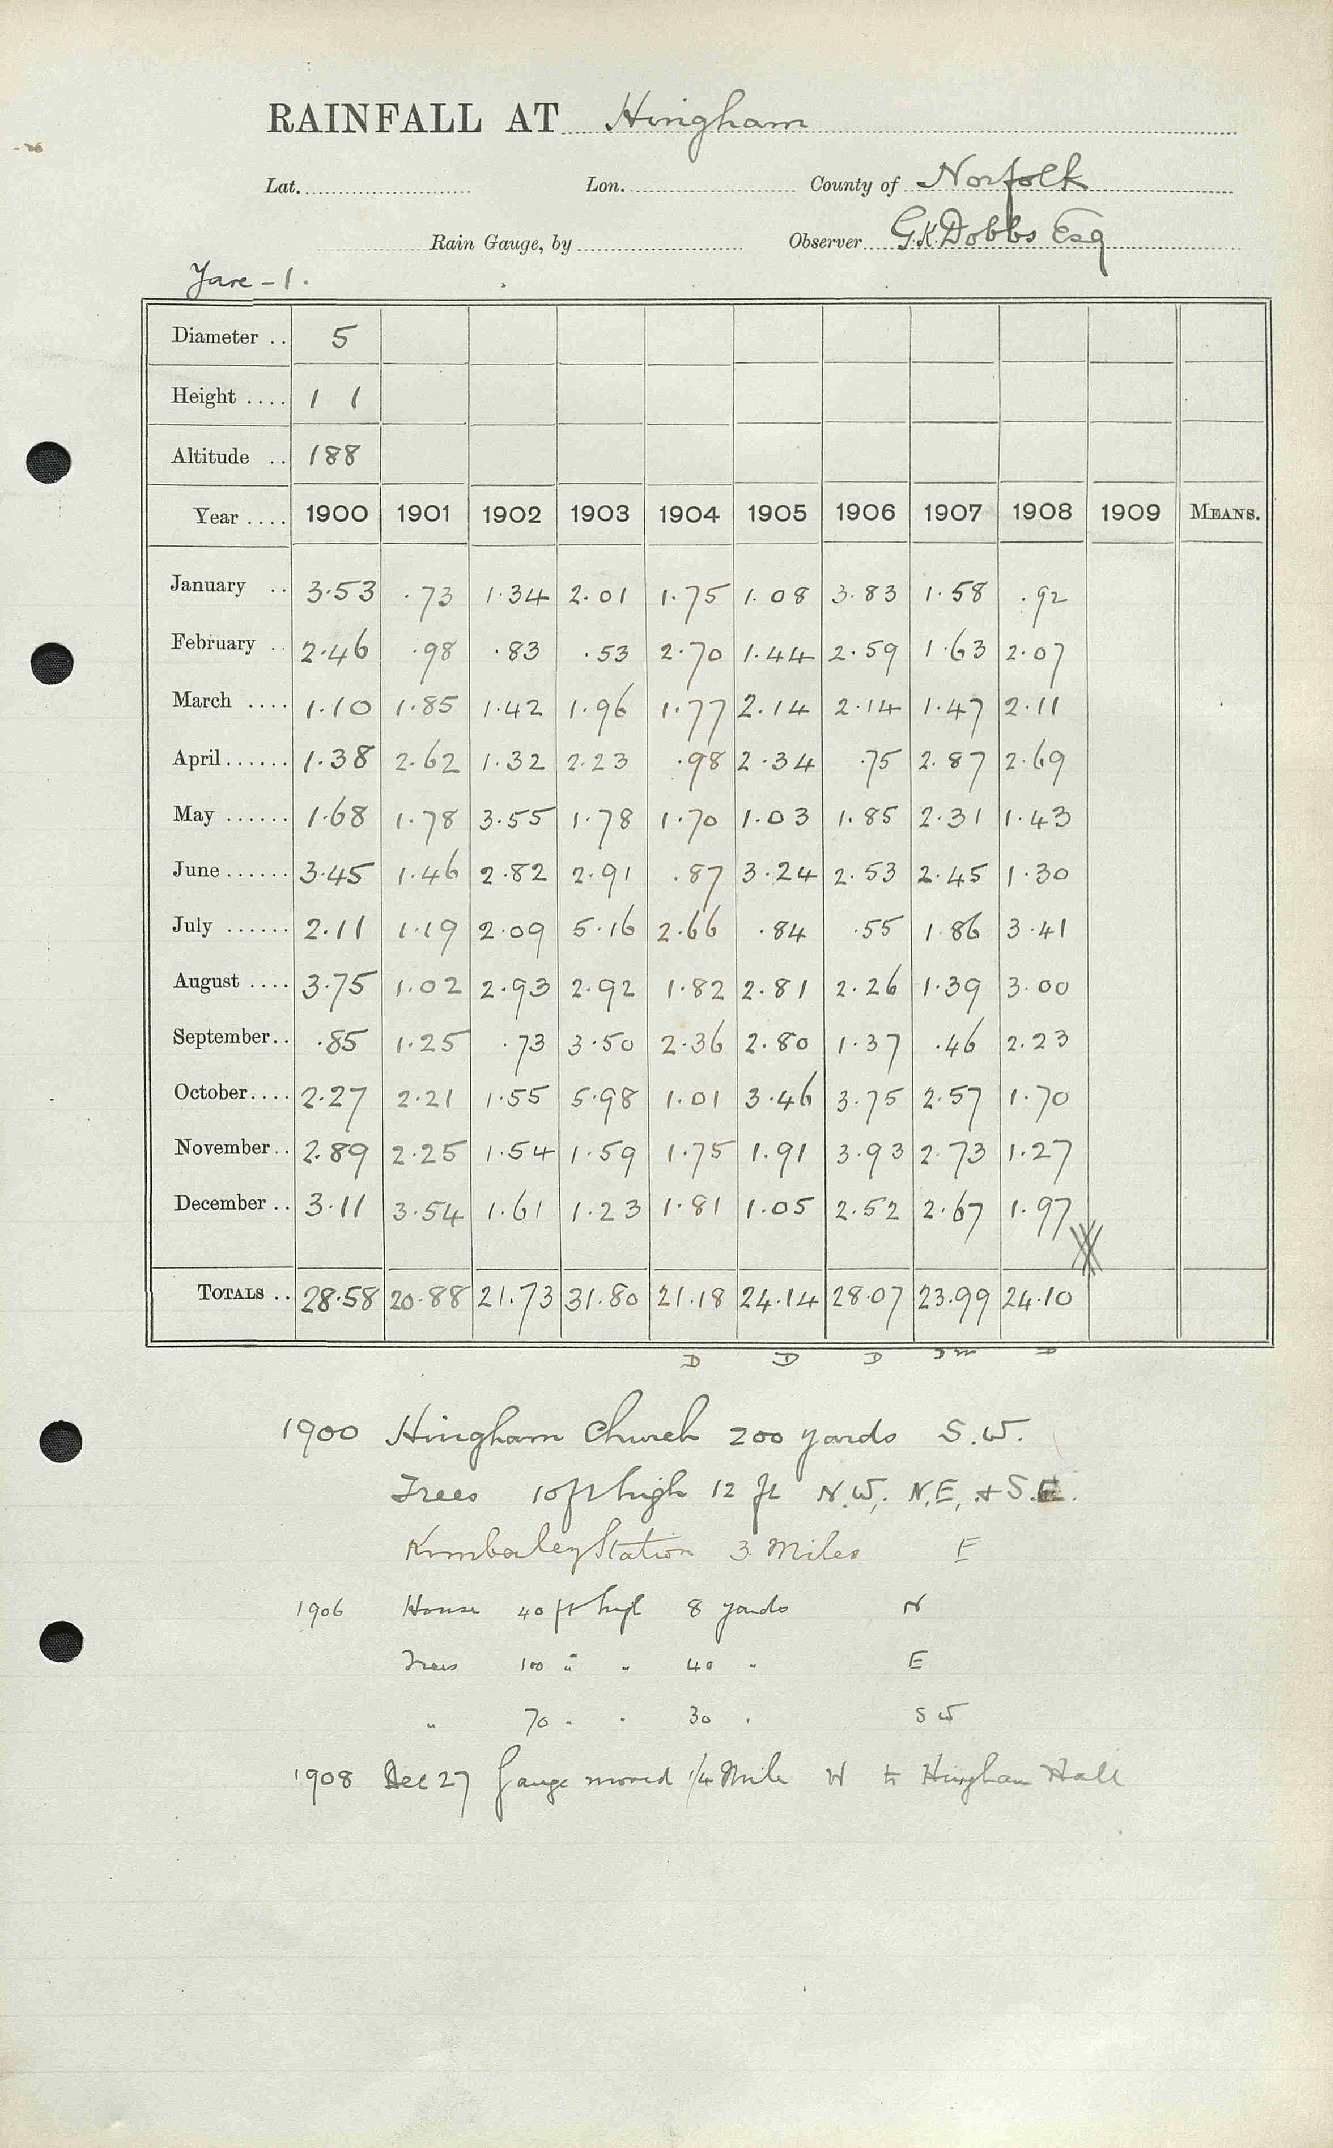 RAINFALL AT Hingham
Lat. Lon. County of Norfolk
Rain Gauge, by Observer G.K. Dobbs Esq
Yare - 1.
Diameter .. 5
Height .... 1 1
Altitude .. 188
Year .... 1900 1901 1902 1903 1904 1905 1906 1907 1908 1909 MEANS.
January .. 3.53 .73 1.34 2.01 1.75 1.08 3.83 1.58 .92
February .. 2.46 .98 .83 .53 2.70 1.44 2.59 1.63 2.07
March .... 1.10 1.85 1.42 1.96 1.77 2.14 2.14 1.47 2.11
April ...... 1.38 2.62 1.32 2.23 .98 2.34 .75 2.87 2.69
May ...... 1.68 1.78 3.55 1.78 1.70 1.03 1.85 2.31 1.43
June ...... 3.45 1.46 2.82 2.91 .87 3.24 2.53 2.45 1.30
July ...... 2.11 1.19 2.09 5.16 2.66 .84 .55 1.86 3.41
August .... 3.75 1.02 2.93 2.92 1.82 2.81 2.26 1.39 3.00
September .. .85 1.25 .73 3.50 2.36 2.80 1.37 .46 2.23
October .... 2.27 2.21 1.55 5.98 1.01 3.46 3.75 2.57 1.70
November .. 2.89 2.25 1.54 1.59 1.75 1.91 3.93 2.73 1.27
December .. 3.11 3.54 1.61 1.23 1.81 1.05 2.52 2.67 1.97
TOTALS .. 28.58 20.88 21.73 31.80 21.18 24.14 28.07 23.99 24.10
D D D Dm D
1900 Hingham Church 200 yards S.W.
Trees 10 ft high 12 ft N.W., N.E, + S.E.
Kimberley Station 3 Miles E
1906 House 40 ft high 8 yards N
Trees 100 " " 40 " E
" 70 " " 30 " SW
1908 Dec 27 Gauge moved 1/4 Mile W to Hingham Hall